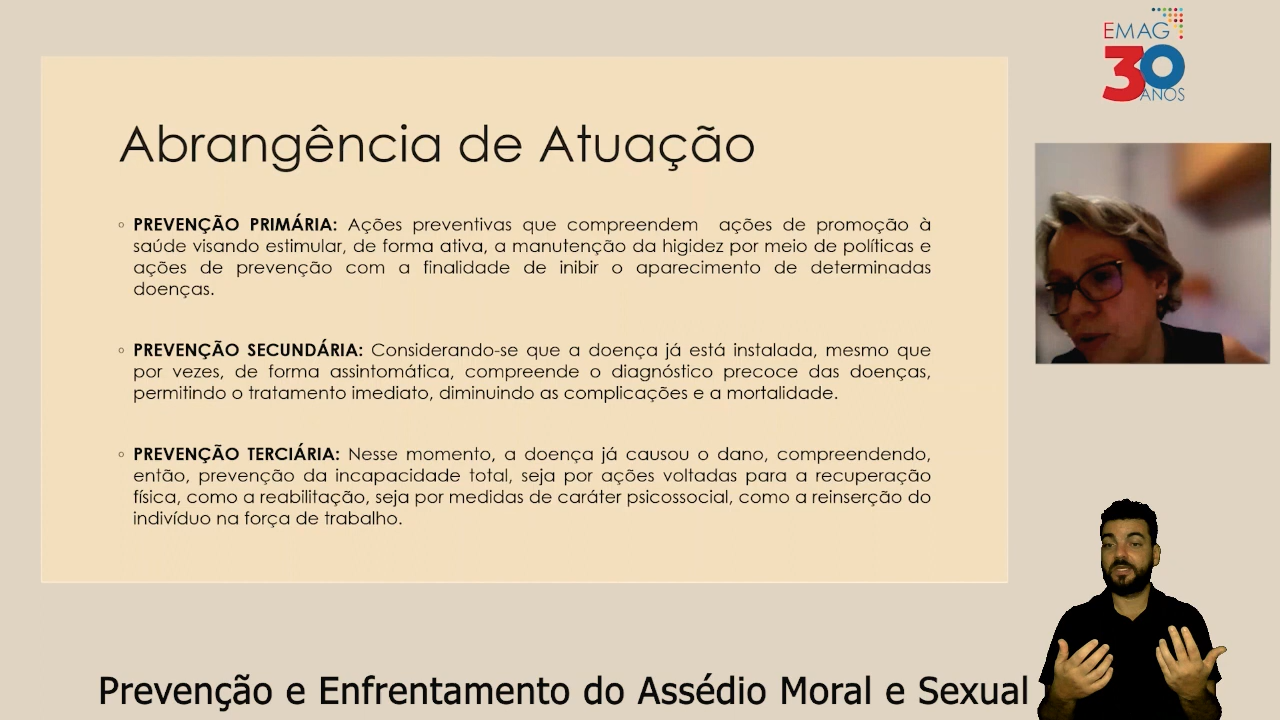 EMAG
30
ANOS
Abrangência de Atuação
◦ PREVENÇÃO PRIMÁRIA: Ações preventivas que compreendem ações de promoção à
saúde visando estimular, de forma ativa, a manutenção da higidez por meio de políticas e
ações de prevenção com a finalidade de inibir o aparecimento de determinadas
doenças.
◦ PREVENÇÃO SECUNDÁRIA: Considerando-se que a doença já está instalada, mesmo que
por vezes, de forma assintomática, compreende o diagnóstico precoce das doenças,
permitindo o tratamento imediato, diminuindo as complicações e a mortalidade.
◦ PREVENÇÃO TERCIÁRIA: Nesse momento, a doença já causou o dano, compreendendo,
então, prevenção da incapacidade total, seja por ações voltadas para a recuperação
física, como a reabilitação, seja por medidas de caráter psicossocial, como a reinserção do
indivíduo na força de trabalho.
Prevenção e Enfrentamento do Assédio Moral e Sexual